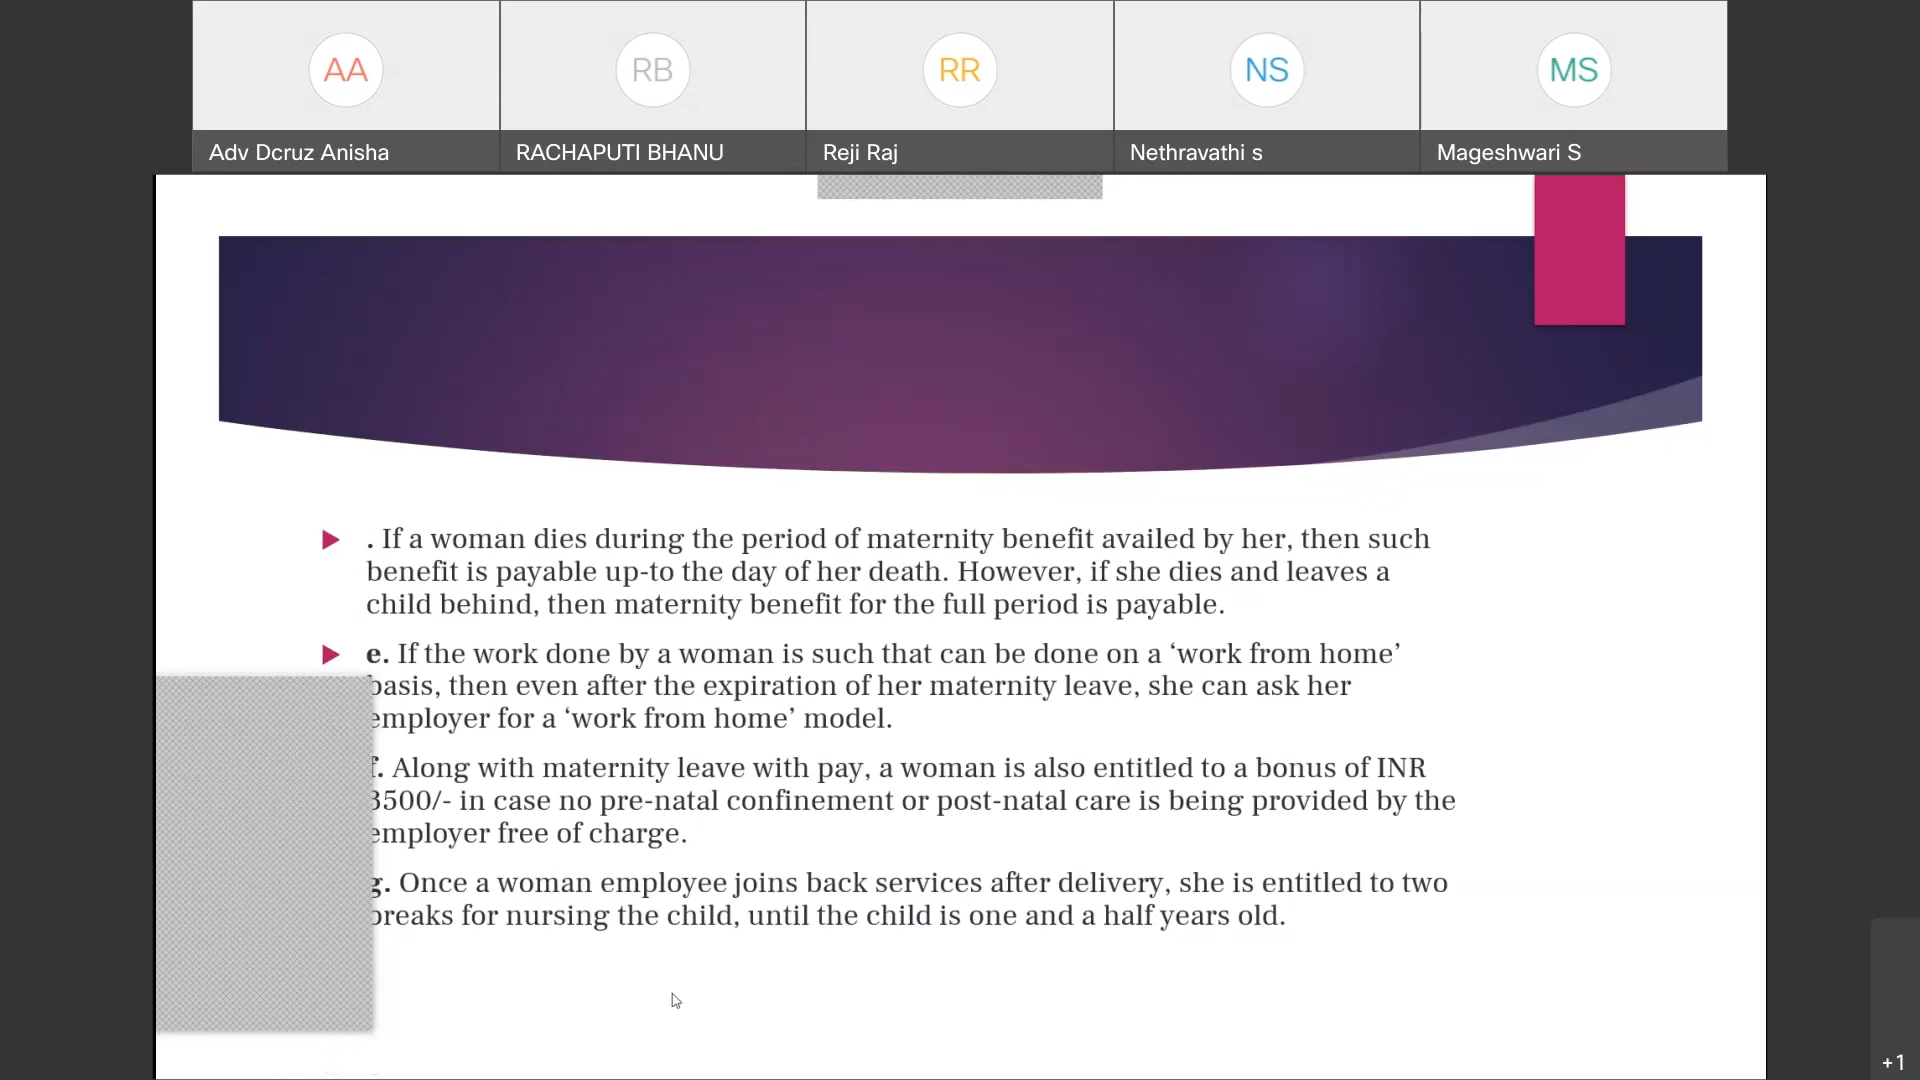 AA
RB
RR
NS
MS
Adv Dcruz Anisha
RACHAPUTI BHANU
Reji Raj
Nethravathi s
Mageshwari S
. If a woman dies during the period of maternity benefit availed by her, then such
benefit is payable up-to the day of her death. However, if she dies and leaves a
child behind, then maternity benefit for the full period is payable.
e. If the work done by a woman is such that can be done on a ‘work from home’
basis, then even after the expiration of her maternity leave, she can ask her
employer for a ‘work from home’ model.
f. Along with maternity leave with pay, a woman is also entitled to a bonus of INR
3500/- in case no pre-natal confinement or post-natal care is being provided by the
employer free of charge.
g. Once a woman employee joins back services after delivery, she is entitled to two
breaks for nursing the child, until the child is one and a half years old.
+1